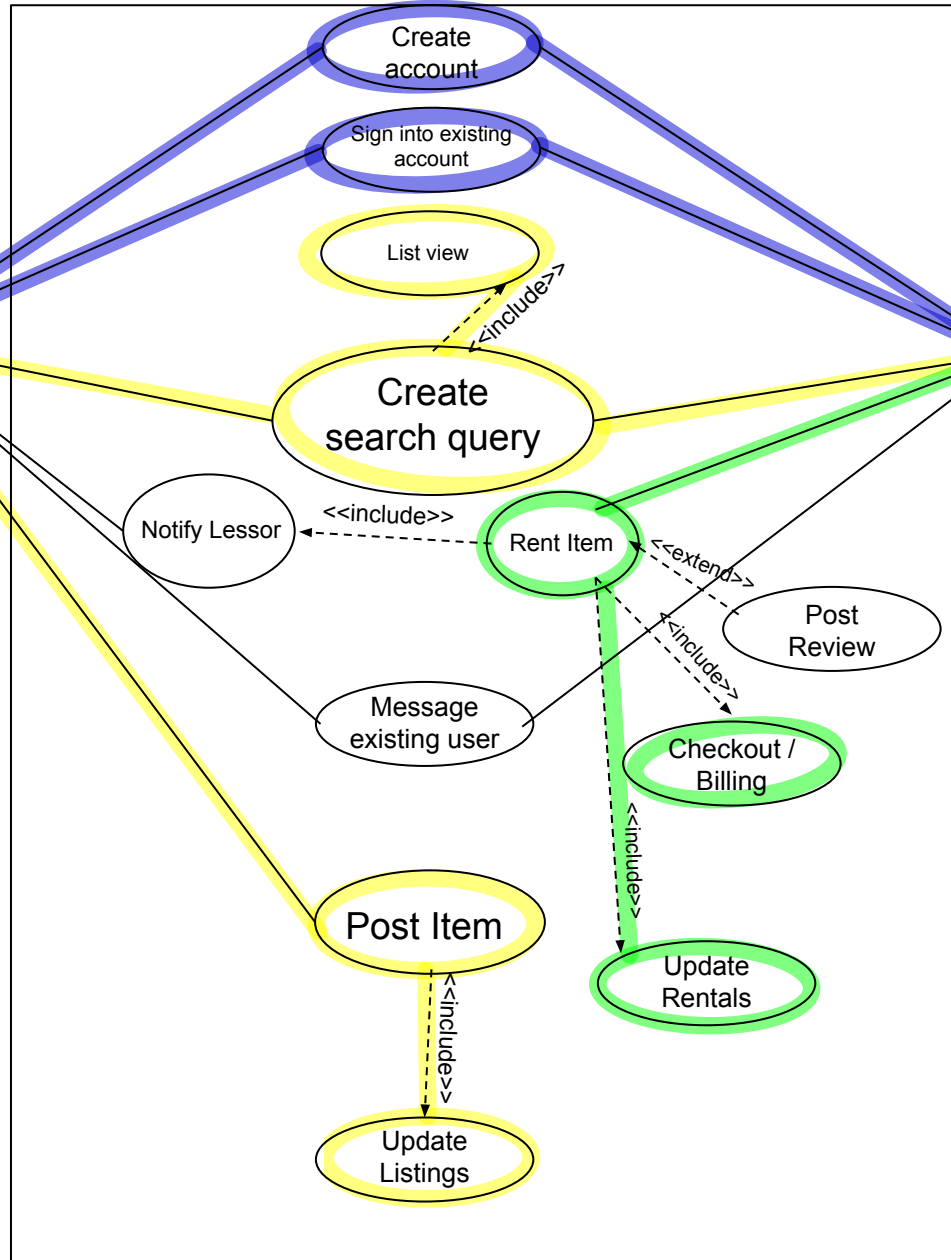 Create
account
Sign into existing
account
List view
<<include>>
Create
search query
Notify Lessor
<<include>>
Rent Item
<<extend>>
Post
Review
<<include>>
Message
existing user
Checkout /
Billing
<<include>>
Post Item
Update
Rentals
<<include>>
Update
Listings